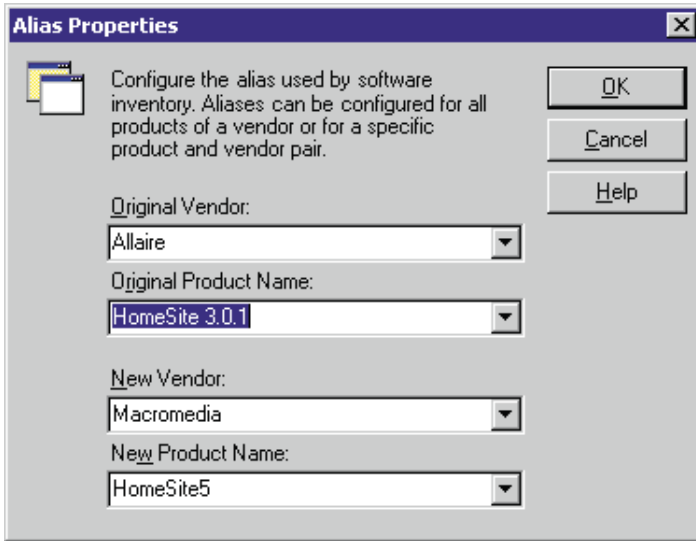 Alias Properties
Configure the alias used by software
inventory. Aliases can be configured for all
products of a vendor or for a specific
product and vendor pair.
OK
Cancel
Help
Original Vendor:
Allaire
Original Product Name:
HomeSite 3.0.1
New Vendor:
Macromedia
New Product Name:
HomeSite5